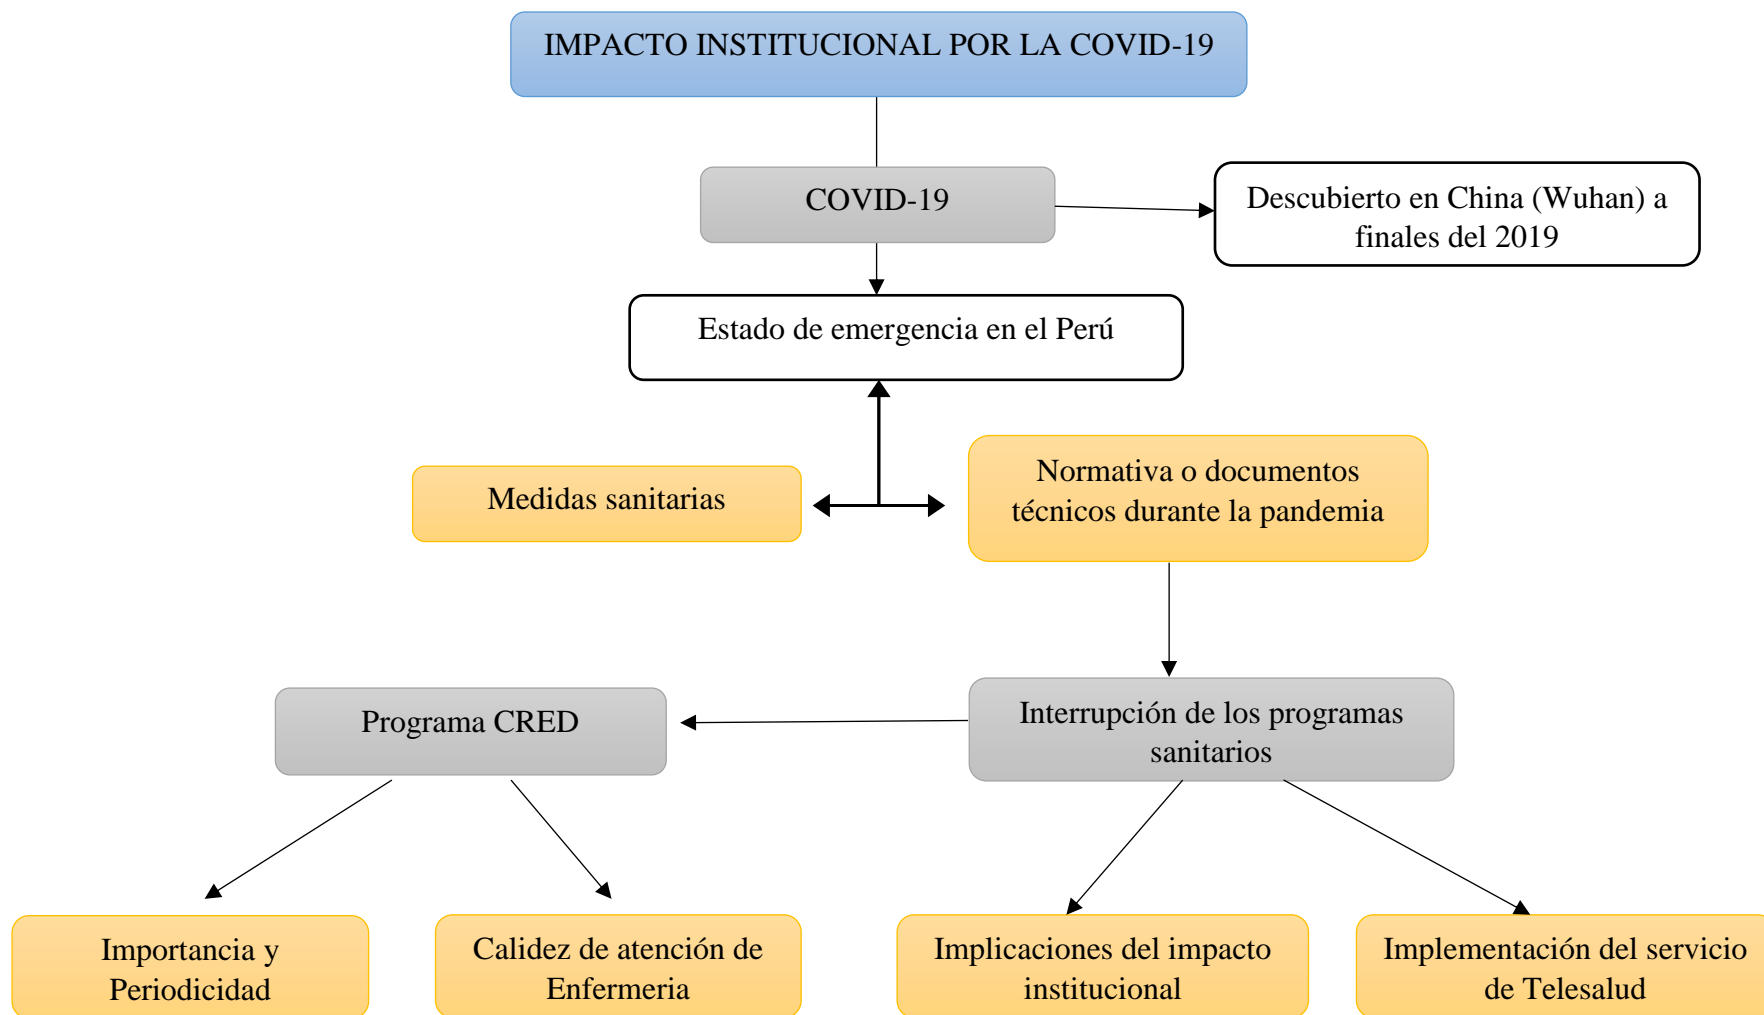 IMPACTO INSTITUCIONAL POR LA COVID-19
COVID-19
Descubierto en China (Wuhan) a
finales del 2019
Estado de emergencia en el Perú
Medidas sanitarias
Normativa o documentos
técnicos durante la pandemia
Programa CRED
Interrupción de los programas
sanitarios
Importancia y
Periodicidad
Calidez de atención de
Enfermeria
Implicaciones del impacto
institucional
Implementación del servicio
de Telesalud